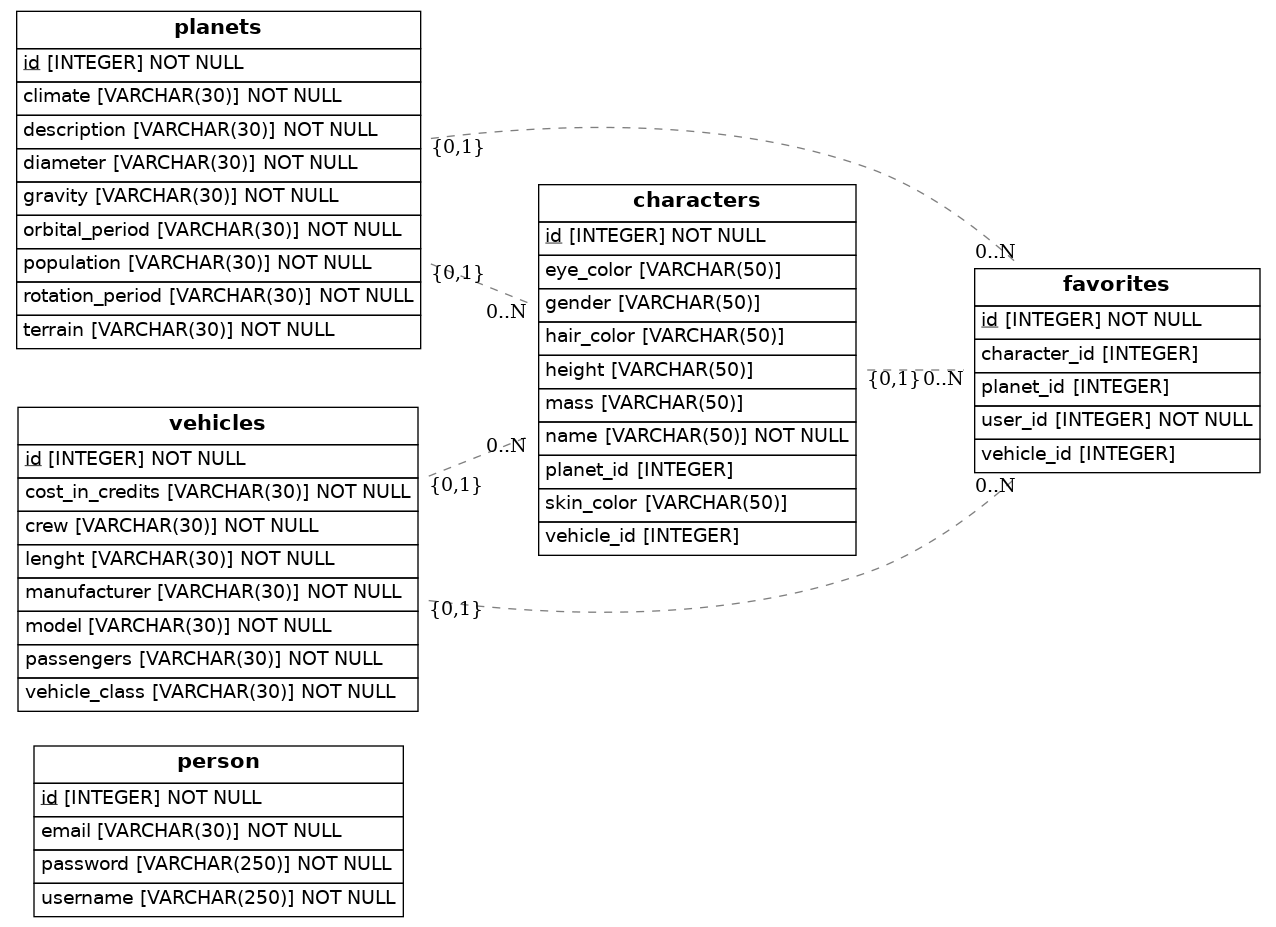 planets
id [INTEGER] NOT NULL
climate [VARCHAR(30)] NOT NULL
description [VARCHAR(30)] NOT NULL
diameter [VARCHAR(30)] NOT NULL
gravity [VARCHAR(30)] NOT NULL
orbital_period [VARCHAR(30)] NOT NULL
population [VARCHAR(30)] NOT NULL
rotation_period [VARCHAR(30)] NOT NULL
terrain [VARCHAR(30)] NOT NULL
{0,1}
0..N
{0,1}
0..N
characters
id [INTEGER] NOT NULL
eye_color [VARCHAR(50)]
gender [VARCHAR(50)]
hair_color [VARCHAR(50)]
height [VARCHAR(50)]
mass [VARCHAR(50)]
name [VARCHAR(50)] NOT NULL
planet_id [INTEGER]
skin_color [VARCHAR(50)]
vehicle_id [INTEGER]
{0,1}
0..N
favorites
id [INTEGER] NOT NULL
character_id [INTEGER]
planet_id [INTEGER]
user_id [INTEGER] NOT NULL
vehicle_id [INTEGER]
vehicles
id [INTEGER] NOT NULL
cost_in_credits [VARCHAR(30)] NOT NULL
crew [VARCHAR(30)] NOT NULL
lenght [VARCHAR(30)] NOT NULL
manufacturer [VARCHAR(30)] NOT NULL
model [VARCHAR(30)] NOT NULL
passengers [VARCHAR(30)] NOT NULL
vehicle_class [VARCHAR(30)] NOT NULL
0..N
{0,1}
0..N
{0,1}
person
id [INTEGER] NOT NULL
email [VARCHAR(30)] NOT NULL
password [VARCHAR(250)] NOT NULL
username [VARCHAR(250)] NOT NULL